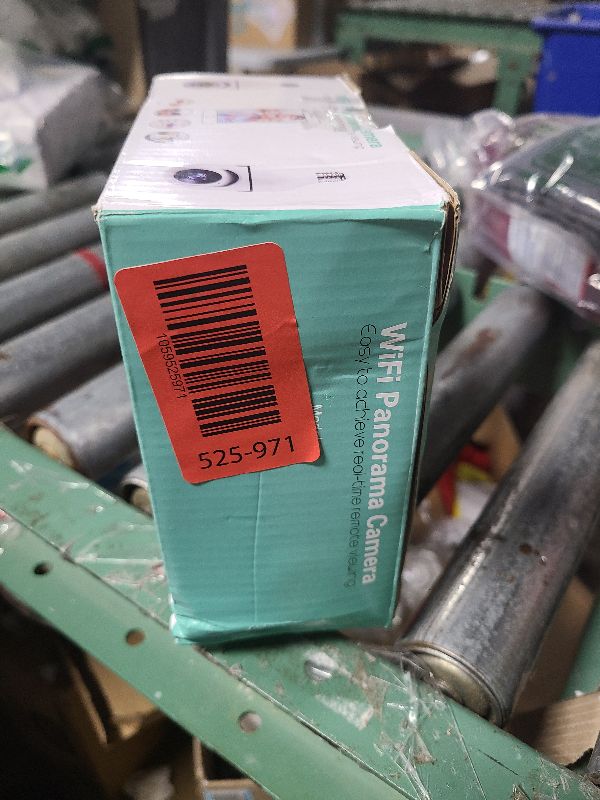 1059525971
525-971
WiFi Panorama Camera
Easy to achieve real-time remote viewing